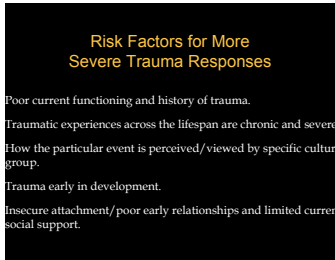 Risk Factors for More
Severe Trauma Responses
Poor current functioning and history of trauma.
Traumatic experiences across the lifespan are chronic and severe
How the particular event is perceived/viewed by specific cultur
group.
Trauma early in development.
Insecure attachment/poor early relationships and limited curren
social support.